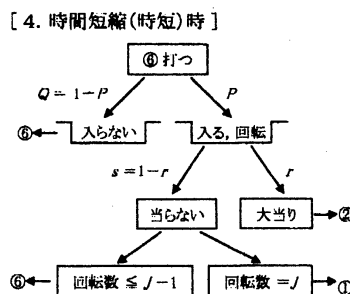 [ 4. 時間短縮(時短)時 ]
⑥打つ
Q = 1−P
P
⑥
入らない
入る, 回転
s = 1−r
r
当らない
大当り
②
⑥
回転数 ≦ J−1
回転数 = J
①